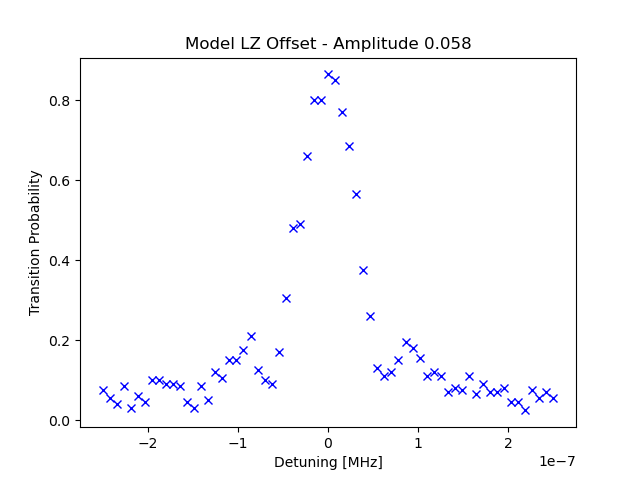 Model LZ Offset - Amplitude 0.058
Transition Probability
0.8
0.6
0.4
0.2
0.0
−2
−1
0
1
2
Detuning [MHz]
1e−7